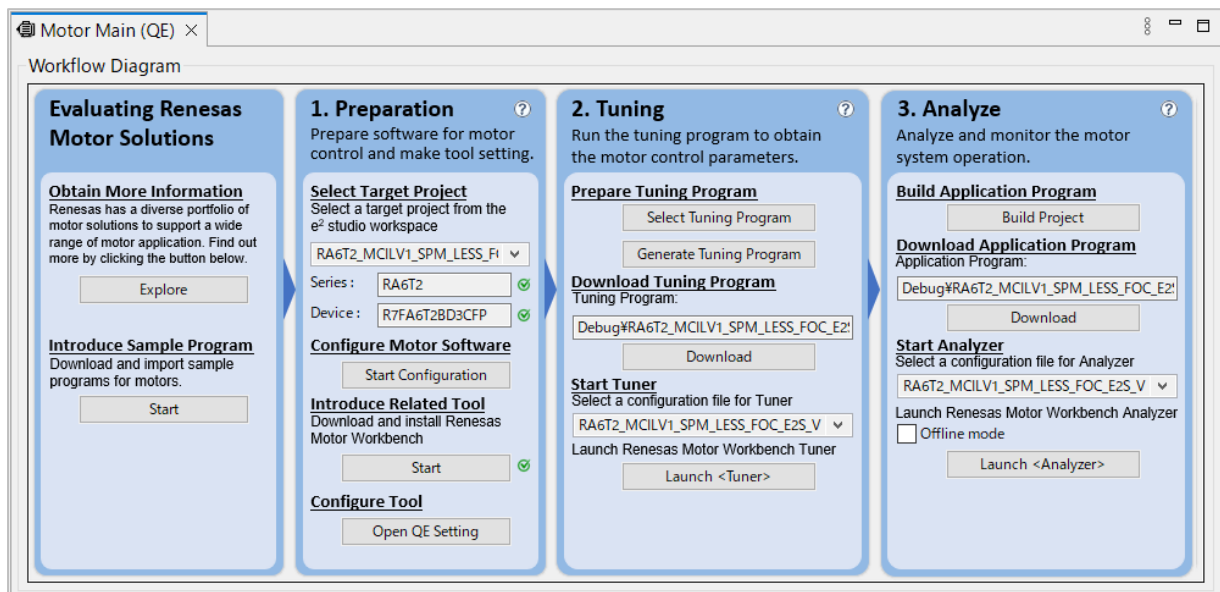 Motor Main (QE)
Workflow Diagram
Evaluating Renesas
Motor Solutions
Obtain More Information
Renesas has a diverse portfolio of
motor solutions to support a wide
range of motor application. Find out
more by clicking the button below.
Explore
Introduce Sample Program
Download and import sample
programs for motors.
Start
1. Preparation
?
Prepare software for motor
control and make tool setting.
Select Target Project
Select a target project from the
e² studio workspace
RA6T2_MCILV1_SPM_LESS_F
Series :
RA6T2
Device :
R7FA6T2BD3CFP
Configure Motor Software
Start Configuration
Introduce Related Tool
Download and install Renesas
Motor Workbench
Start
Configure Tool
Open QE Setting
2. Tuning
?
Run the tuning program to obtain
the motor control parameters.
Prepare Tuning Program
Select Tuning Program
Generate Tuning Program
Download Tuning Program
Tuning Program:
Debug¥RA6T2_MCILV1_SPM_LESS_FOC_E2S
Download
Start Tuner
Select a configuration file for Tuner
RA6T2_MCILV1_SPM_LESS_FOC_E2S_V
Launch Renesas Motor Workbench Tuner
Launch <Tuner>
3. Analyze
?
Analyze and monitor the motor
system operation.
Build Application Program
Build Project
Download Application Program
Application Program:
Debug¥RA6T2_MCILV1_SPM_LESS_FOC_E2S
Download
Start Analyzer
Select a configuration file for Analyzer
RA6T2_MCILV1_SPM_LESS_FOC_E2S_V
Launch Renesas Motor Workbench Analyzer
Offline mode
Launch <Analyzer>